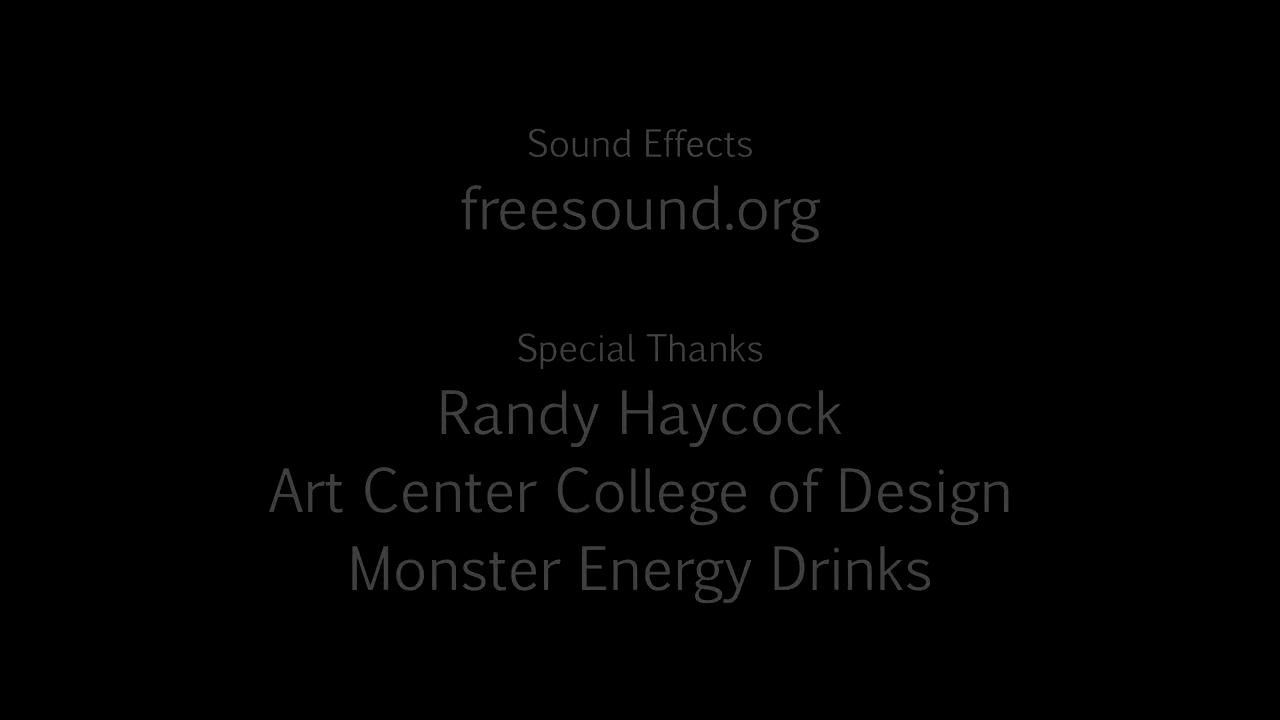 Sound Effects
freesound.org
Special Thanks
Randy Haycock
Art Center College of Design
Monster Energy Drinks